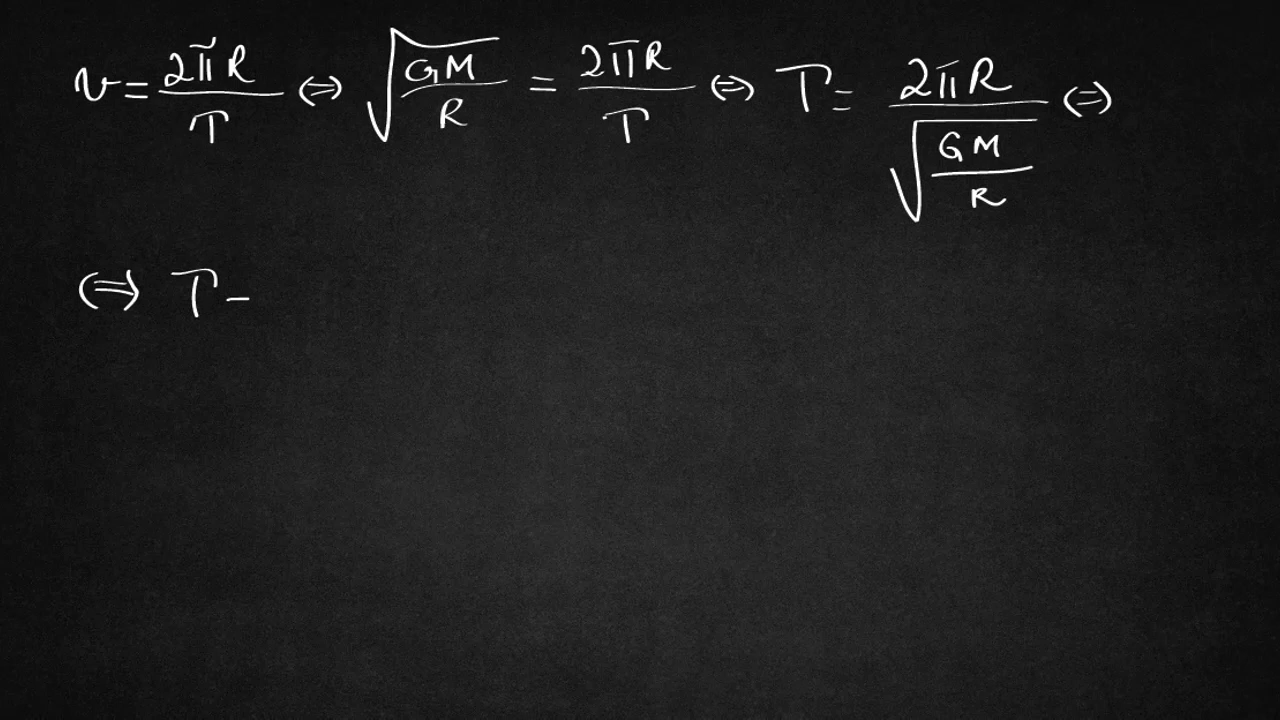 v = 2πR/T ⇔ √(GM/R) = 2πR/T ⇔ T = 2πR/√(GM/R) ⇔
⇔ T -